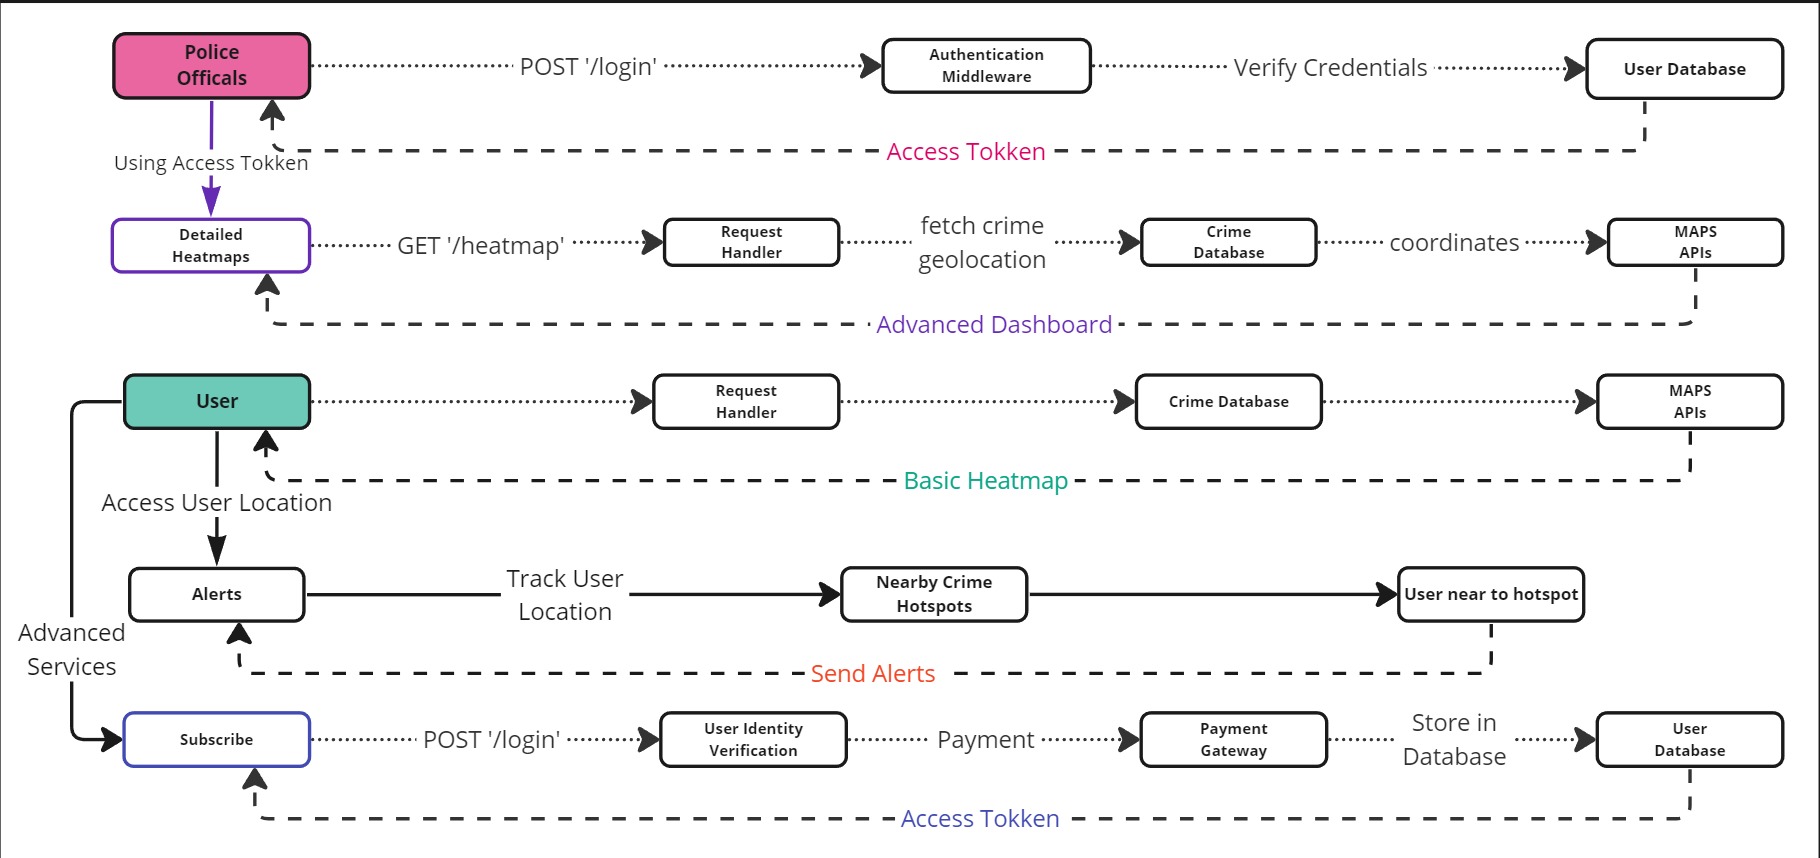 Police
Officals
POST '/login'
Authentication
Middleware
Verify Credentials
User Database
Access Tokken
Using Access Tokken
Detailed
Heatmaps
GET '/heatmap'
Request
Handler
fetch crime
geolocation
Crime
Database
coordinates
MAPS
APIs
Advanced Dashboard
User
Request
Handler
Crime Database
MAPS
APIs
Basic Heatmap
Access User Location
Alerts
Track User
Location
Nearby Crime
Hotspots
User near to hotspot
Send Alerts
Advanced
Services
Subscribe
POST '/login'
User Identity
Verification
Payment
Payment
Gateway
Store in
Database
User
Database
Access Tokken